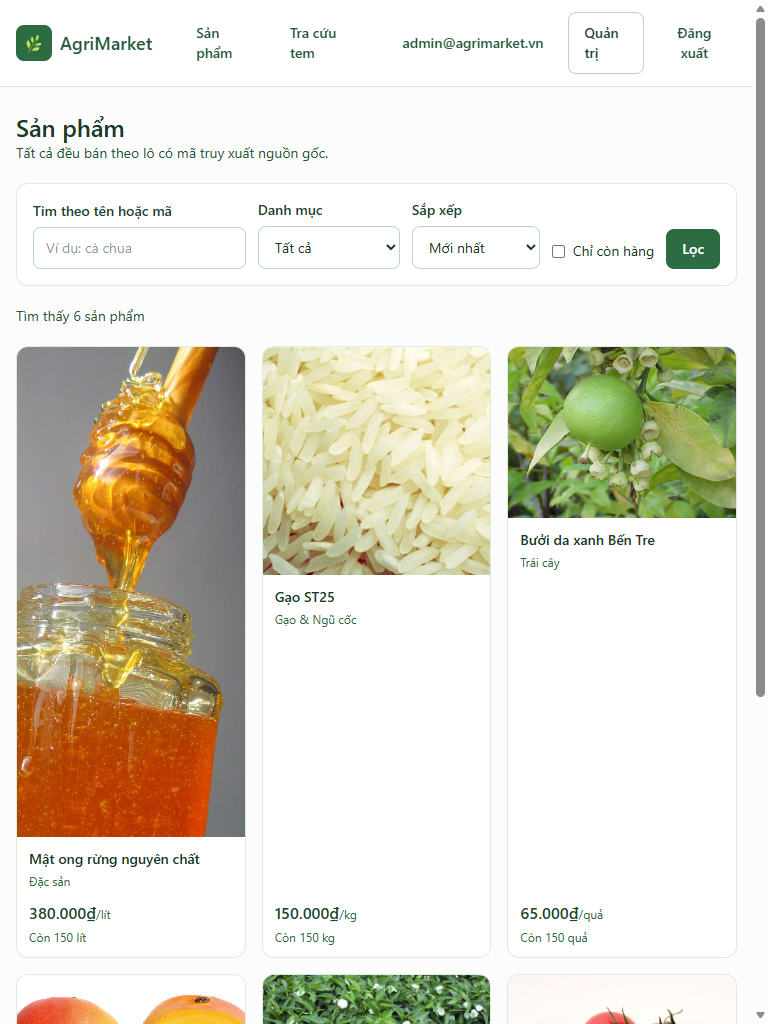 AgriMarket
Sản phẩm
Tra cứu tem
admin@agrimarket.vn
Quản trị
Đăng xuất
Sản phẩm
Tất cả đều bán theo lô có mã truy xuất nguồn gốc.
Tìm theo tên hoặc mã
Danh mục
Sắp xếp
Ví dụ: cà chua
Tất cả
Mới nhất
Chỉ còn hàng
Lọc
Tìm thấy 6 sản phẩm
Mật ong rừng nguyên chất
Đặc sản
380.000₫/lít
Còn 150 lít
Gạo ST25
Gạo & Ngũ cốc
150.000₫/kg
Còn 150 kg
Bưởi da xanh Bến Tre
Trái cây
65.000₫/quả
Còn 150 quả